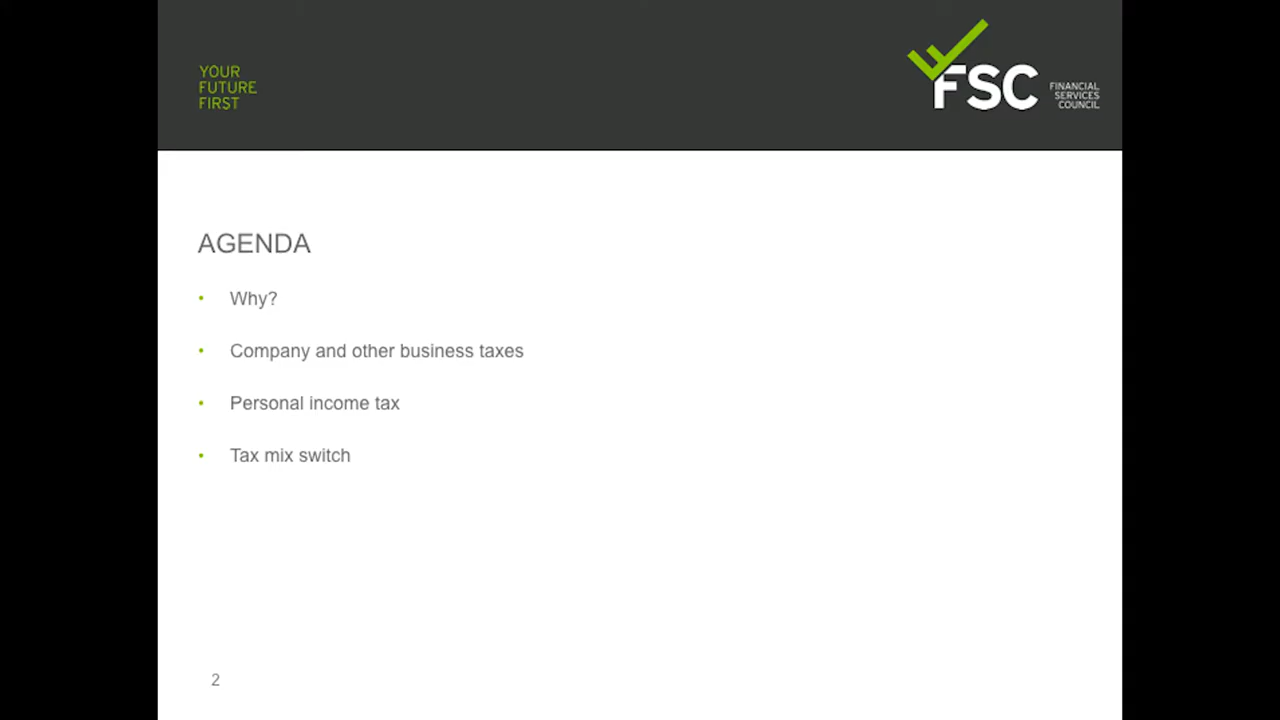 YOUR
FUTURE
FIRST
FSC
FINANCIAL
SERVICES
COUNCIL
AGENDA
• Why?
• Company and other business taxes
• Personal income tax
• Tax mix switch
2